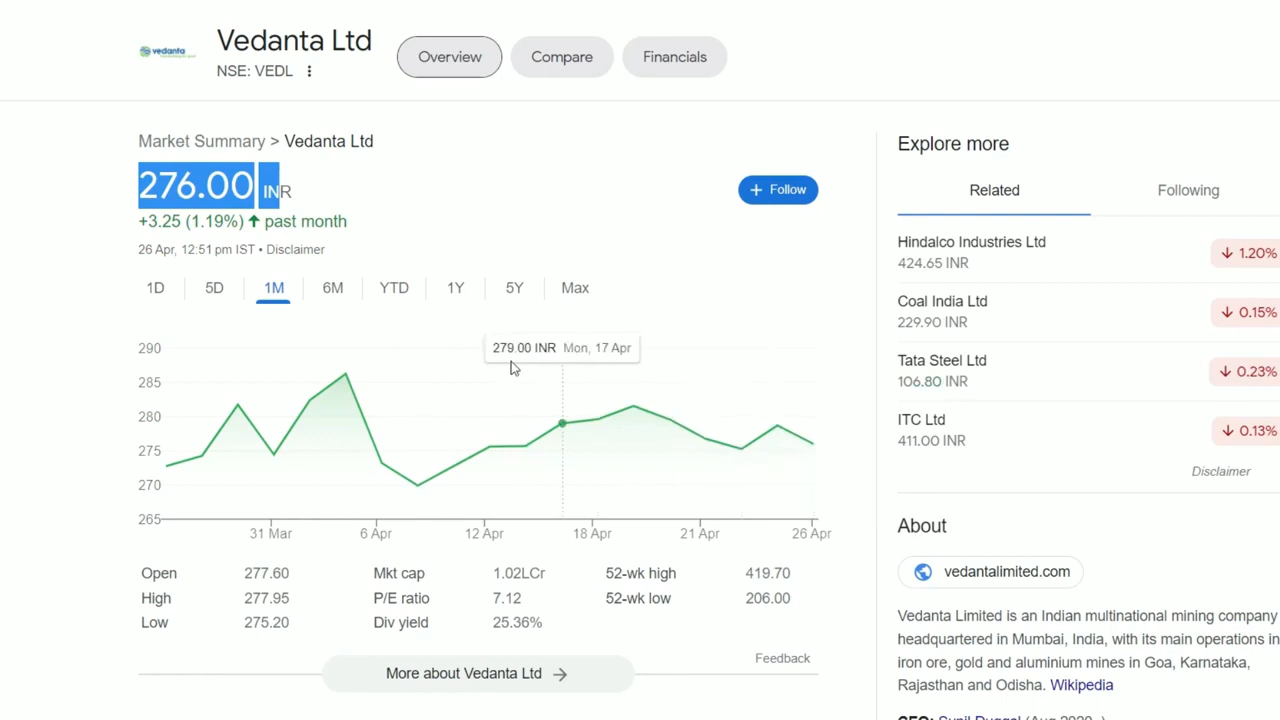 vedanta
Vedanta Ltd
NSE: VEDL
Overview
Compare
Financials
Market Summary > Vedanta Ltd
276.00 INR
+3.25 (1.19%) ↑ past month
26 Apr, 12:51 pm IST • Disclaimer
+ Follow
1D 5D 1M 6M YTD 1Y 5Y Max
279.00 INR Mon, 17 Apr
290
285
280
275
270
265
31 Mar 6 Apr 12 Apr 18 Apr 21 Apr 26 Apr
Open 277.60 Mkt cap 1.02LCr 52-wk high 419.70
High 277.95 P/E ratio 7.12 52-wk low 206.00
Low 275.20 Div yield 25.36%
Feedback
More about Vedanta Ltd →
Explore more
Related Following
Hindalco Industries Ltd
424.65 INR
↓ 1.20%
Coal India Ltd
229.90 INR
↓ 0.15%
Tata Steel Ltd
106.80 INR
↓ 0.23%
ITC Ltd
411.00 INR
↓ 0.13%
Disclaimer
About
vedantalimited.com
Vedanta Limited is an Indian multinational mining company
headquartered in Mumbai, India, with its main operations in
iron ore, gold and aluminium mines in Goa, Karnataka,
Rajasthan and Odisha. Wikipedia
CEO: Sunil Duggal (Aug 2020–)